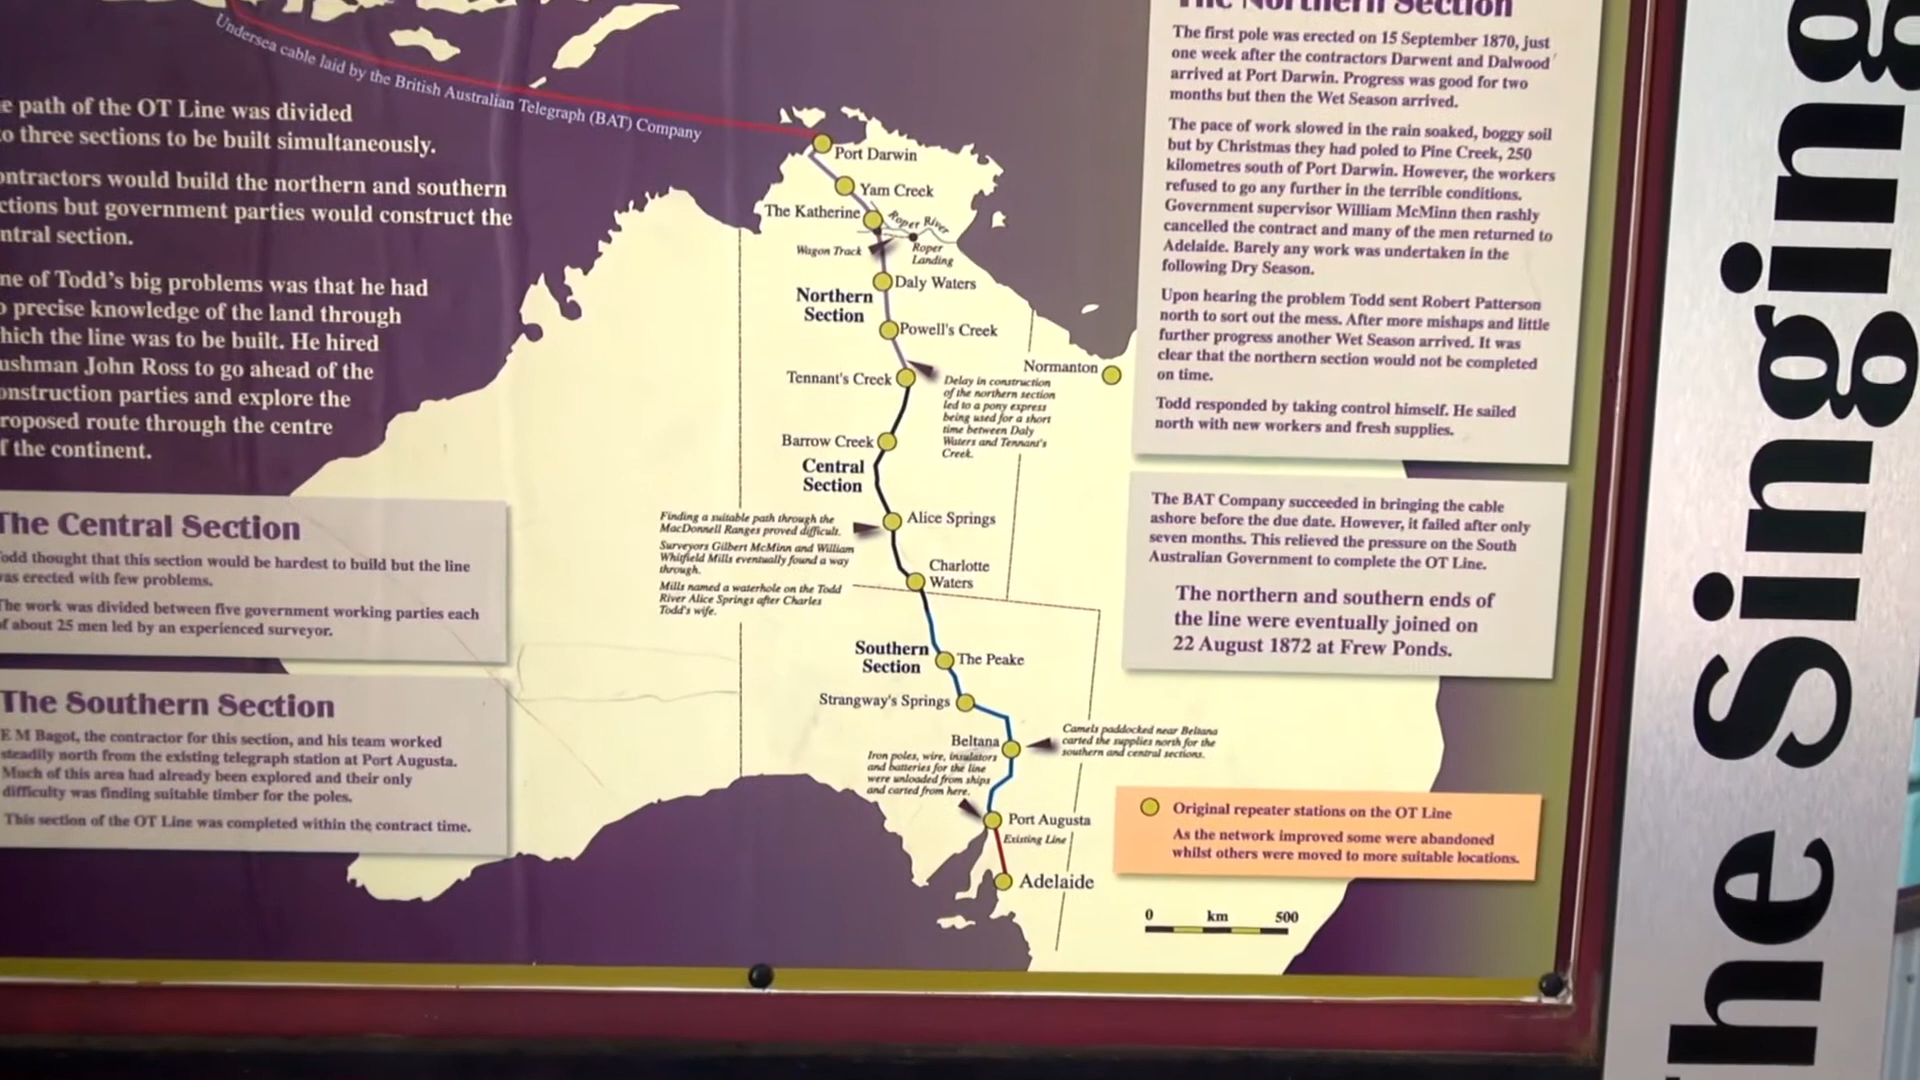 Undersea cable laid by the British Australian Telegraph (BAT) Company
path of the OT Line was divided
three sections to be built simultaneously.
would build the northern and southern
but government parties would construct the
section.
of Todd's big problems was that he had
precise knowledge of the land through
the line was to be built. He hired
John Ross to go ahead of the
parties and explore the
route through the centre
the continent.
The Central Section
thought that this section would be hardest to build but the line
was erected with few problems.
The work was divided between five government working parties each
of about 25 men led by an experienced surveyor.
The Southern Section
E M Bagot, the contractor for this section, and his team worked
steadily north from the existing telegraph station at Port Augusta.
Much of this area had already been explored and their only
difficulty was finding suitable timber for the poles.
This section of the OT Line was completed within the contract time.
Port Darwin
Yam Creek
The Katherine
Roper River
Wagon Track
Roper
Landing
Daly Waters
Northern
Section
Powell's Creek
Normanton
Tennant's Creek
Delay in construction
of the northern section
led to a pony express
being used for a short
time between Daly
Waters and Tennant's
Creek.
Barrow Creek
Central
Section
Alice Springs
Finding a suitable path through the
MacDonnell Ranges proved difficult.
Surveyors Gilbert McMinn and William
Whitfield Mills eventually found a way
through.
Mills named a waterhole on the Todd
River Alice Springs after Charles
Todd's wife.
Charlotte
Waters
Southern
Section
The Peake
Strangway's Springs
Beltana
Camels paddocked near Beltana
carted the supplies north for the
southern and central sections.
Iron poles, wire, insulators
and batteries for the line
were unloaded from ships
and carted from here.
Port Augusta
Existing Line
Adelaide
The Northern Section
The first pole was erected on 15 September 1870, just
one week after the contractors Darwent and Dalwood
arrived at Port Darwin. Progress was good for two
months but then the Wet Season arrived.
The pace of work slowed in the rain soaked, boggy soil
but by Christmas they had poled to Pine Creek, 250
kilometres south of Port Darwin. However, the workers
refused to go any further in the terrible conditions.
Government supervisor William McMinn then rashly
cancelled the contract and many of the men returned to
Adelaide. Barely any work was undertaken in the
following Dry Season.
Upon hearing the problem Todd sent Robert Patterson
north to sort out the mess. After more mishaps and little
further progress another Wet Season arrived. It was
clear that the northern section would not be completed
on time.
Todd responded by taking control himself. He sailed
north with new workers and fresh supplies.
The BAT Company succeeded in bringing the cable
ashore before the due date. However, it failed after only
seven months. This relieved the pressure on the South
Australian Government to complete the OT Line.
The northern and southern ends of
the line were eventually joined on
22 August 1872 at Frew Ponds.
Original repeater stations on the OT Line
As the network improved some were abandoned
whilst others were moved to more suitable locations.
0 km 500
The Singing